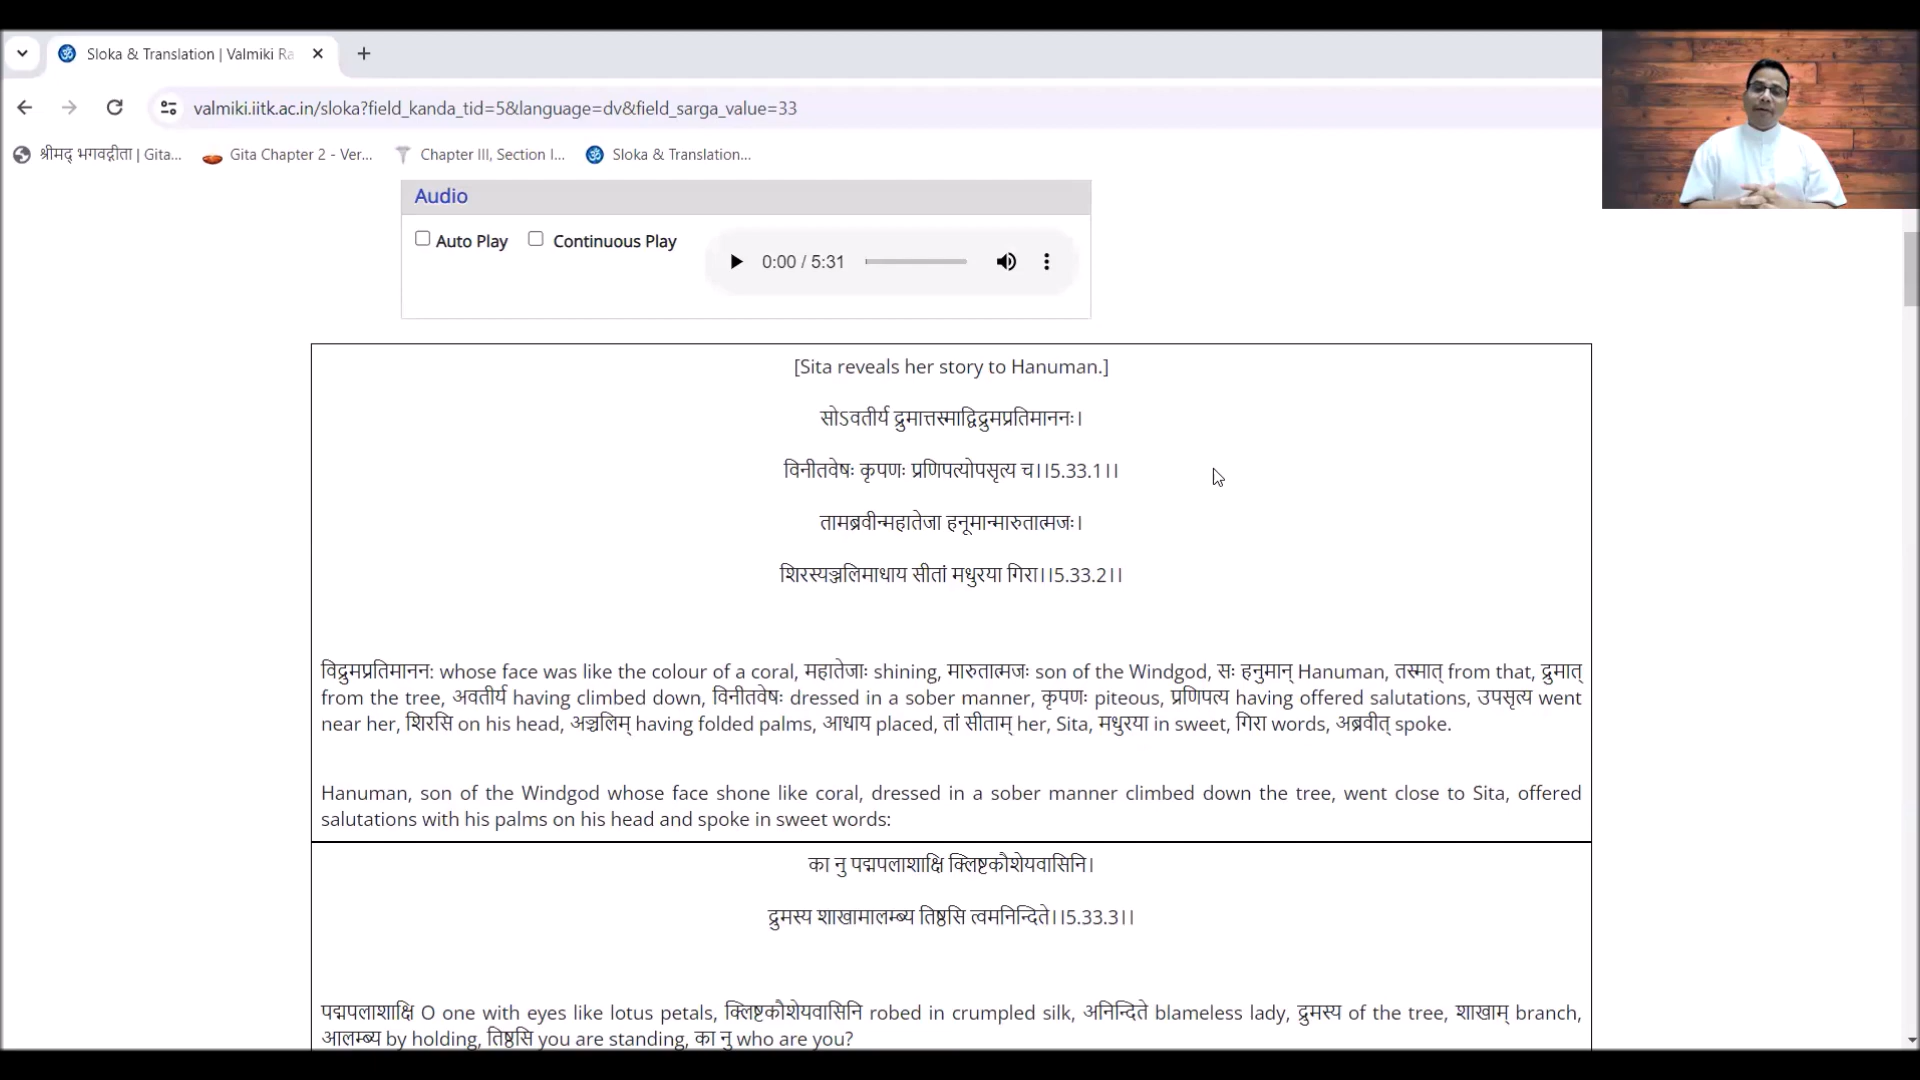 Sloka & Translation | Valmiki Ra
valmiki.iitk.ac.in/sloka?field_kanda_tid=5&language=dv&field_sarga_value=33
श्रीमद् भगवद्गीता | Gita...
Gita Chapter 2 - Ver...
Chapter III, Section I...
Sloka & Translation...
Audio
Auto Play
Continuous Play
0:00 / 5:31
[Sita reveals her story to Hanuman.]
सोऽवतीर्य द्रुमात्तस्माद्विद्रुमप्रतिमाननः।
विनीतवेषः कृपणः प्रणिपत्योपसृत्य च।।5.33.1।।
तामब्रवीन्महातेजा हनूमान्मारुतात्मजः।
शिरस्यञ्जलिमाधाय सीतां मधुरया गिरा।।5.33.2।।
विद्रुमप्रतिमानन: whose face was like the colour of a coral, महातेजाः shining, मारुतात्मजः son of the Windgod, सः हनुमान् Hanuman, तस्मात् from that, द्रुमात्
from the tree, अवतीर्य having climbed down, विनीतवेषः dressed in a sober manner, कृपणः piteous, प्रणिपत्य having offered salutations, उपसृत्य went
near her, शिरसि on his head, अञ्चलिम् having folded palms, आधाय placed, तां सीताम् her, Sita, मधुरया in sweet, गिरा words, अब्रवीत् spoke.
Hanuman, son of the Windgod whose face shone like coral, dressed in a sober manner climbed down the tree, went close to Sita, offered
salutations with his palms on his head and spoke in sweet words:
का नु पद्मपलाशाक्षि क्लिष्टकौशेयवासिनि।
द्रुमस्य शाखामालम्ब्य तिष्ठसि त्वमनिन्दिते।।5.33.3।।
पद्मपलाशाक्षि O one with eyes like lotus petals, क्लिष्टकौशेयवासिनि robed in crumpled silk, अनिन्दिते blameless lady, द्रुमस्य of the tree, शाखाम् branch,
आलम्ब्य by holding, तिष्ठसि you are standing, का नु who are you?